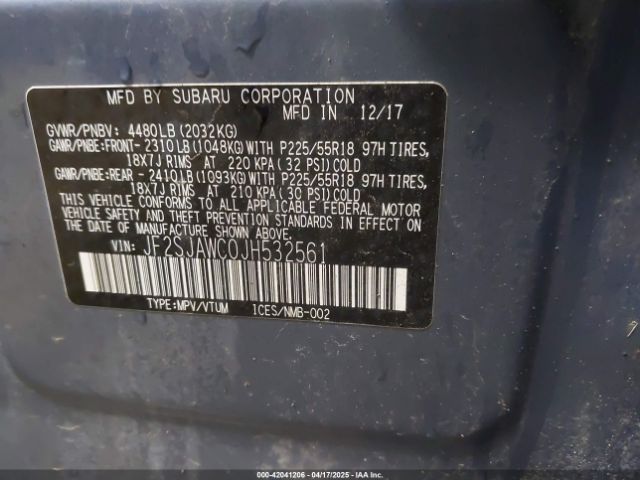 MFD BY SUBARU CORPORATION
MFD IN 12/17
GVWR/PNBV: 4480LB(2032KG)
GAWR/PNBE:FRONT- 2310LB(1048KG)WITH P225/55R18 97H TIRES,
18X7J RIMS AT 220 KPA(32 PSI)COLD
GAWR/PNBE:REAR - 2410LB(1093KG)WITH P225/55R18 97H TIRES,
18X7J RIMS AT 210 KPA(30 PSI)COLD
THIS VEHICLE CONFORMS TO ALL APPLICABLE FEDERAL MOTOR
VEHICLE SAFETY AND THEFT PREVENTION STANDARDS IN EFFECT ON
THE DATE OF MANUFACTURE SHOWN ABOVE.
VIN: JF2SJAWC0JH532561
TYPE:MPV/VTUM ICES/NMB-002
000-42041206 - 04/17/2025 - IAAI.COM